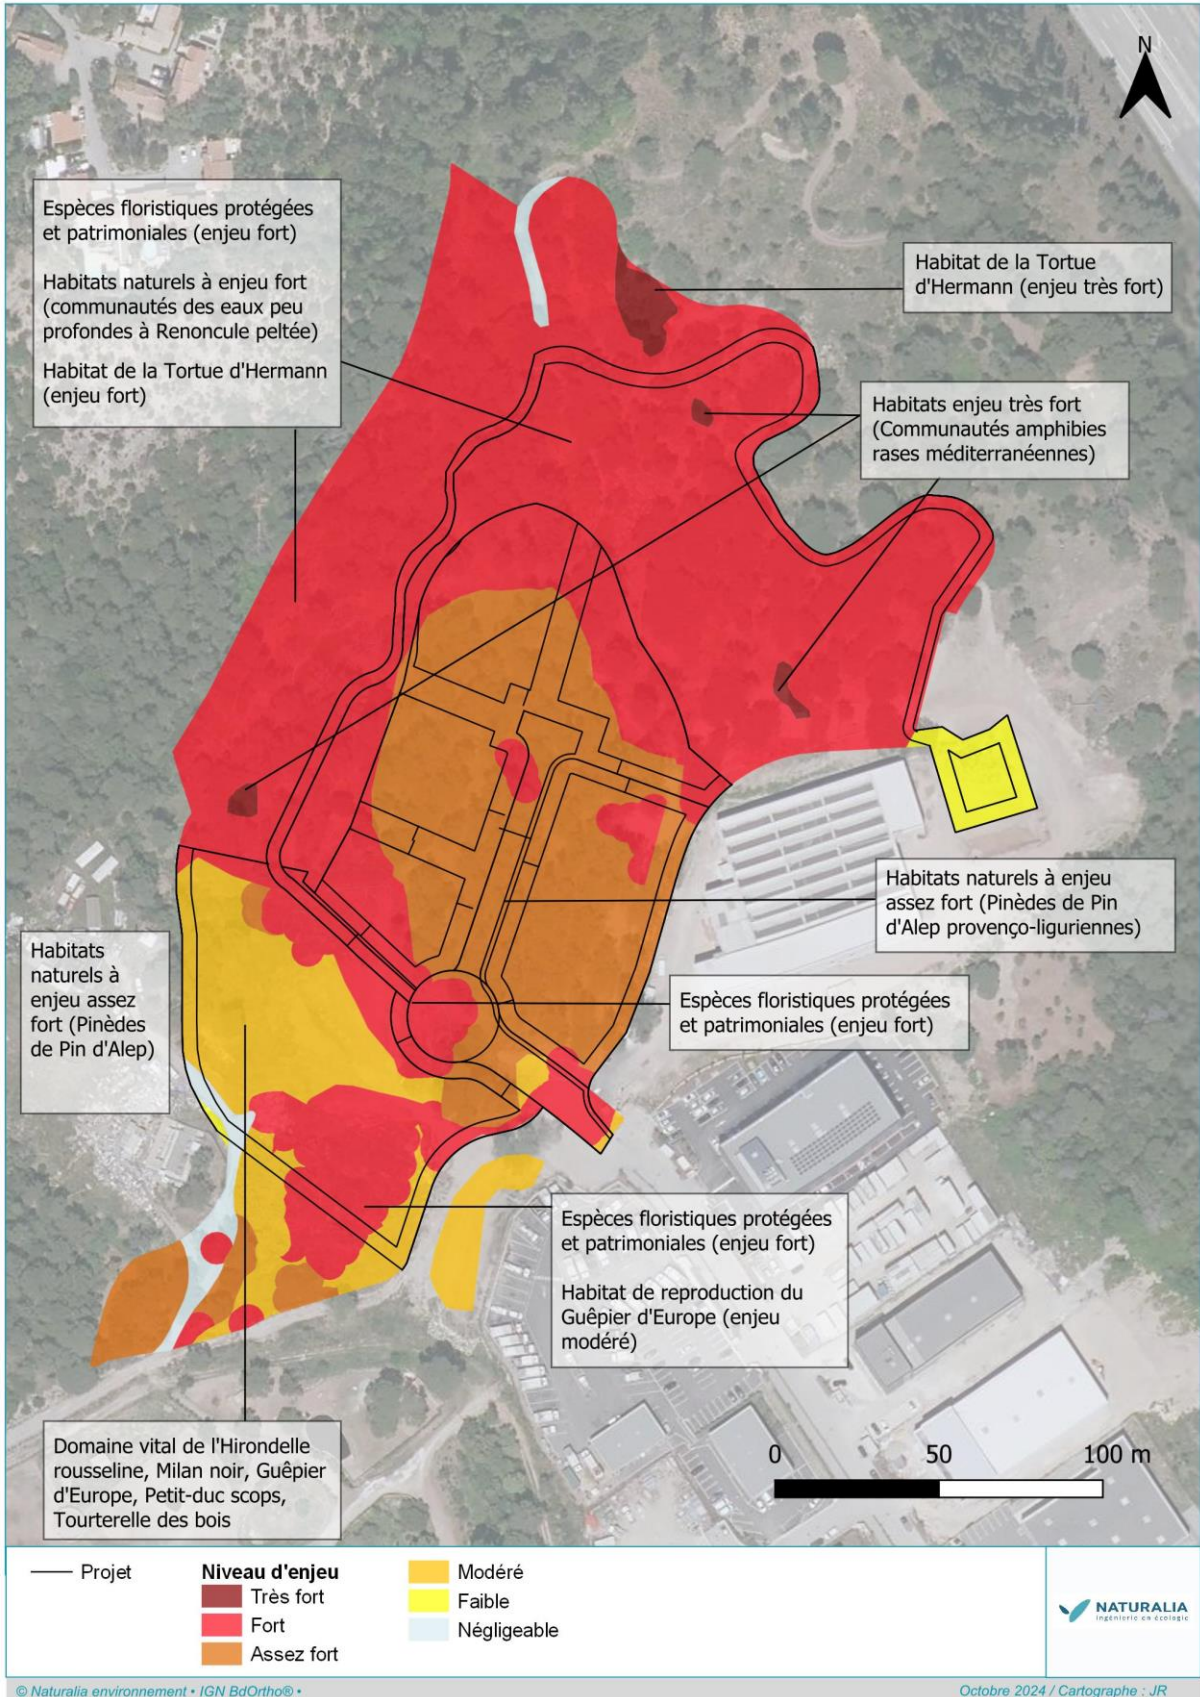 N
Espèces floristiques protégées
et patrimoniales (enjeu fort)
Habitats naturels à enjeu fort
(communautés des eaux peu
profondes à Renoncule peltée)
Habitat de la Tortue d'Hermann
(enjeu fort)
Habitat de la Tortue
d'Hermann (enjeu très fort)
Habitats enjeu très fort
(Communautés amphibies
rases méditerranéennes)
Habitats naturels à enjeu
assez fort (Pinèdes de Pin
d'Alep provenço-liguriennes)
Habitats
naturels à
enjeu assez
fort (Pinèdes
de Pin d'Alep)
Espèces floristiques protégées
et patrimoniales (enjeu fort)
Espèces floristiques protégées
et patrimoniales (enjeu fort)
Habitat de reproduction du
Guêpier d'Europe (enjeu
modéré)
Domaine vital de l'Hirondelle
rousseline, Milan noir, Guêpier
d'Europe, Petit-duc scops,
Tourterelle des bois
0 50 100 m
Projet
Niveau d'enjeu
Très fort
Fort
Assez fort
Modéré
Faible
Négligeable
NATURALIA
ingénierie en écologie
© Naturalia environnement • IGN BdOrtho® •
Octobre 2024 / Cartographe : JR